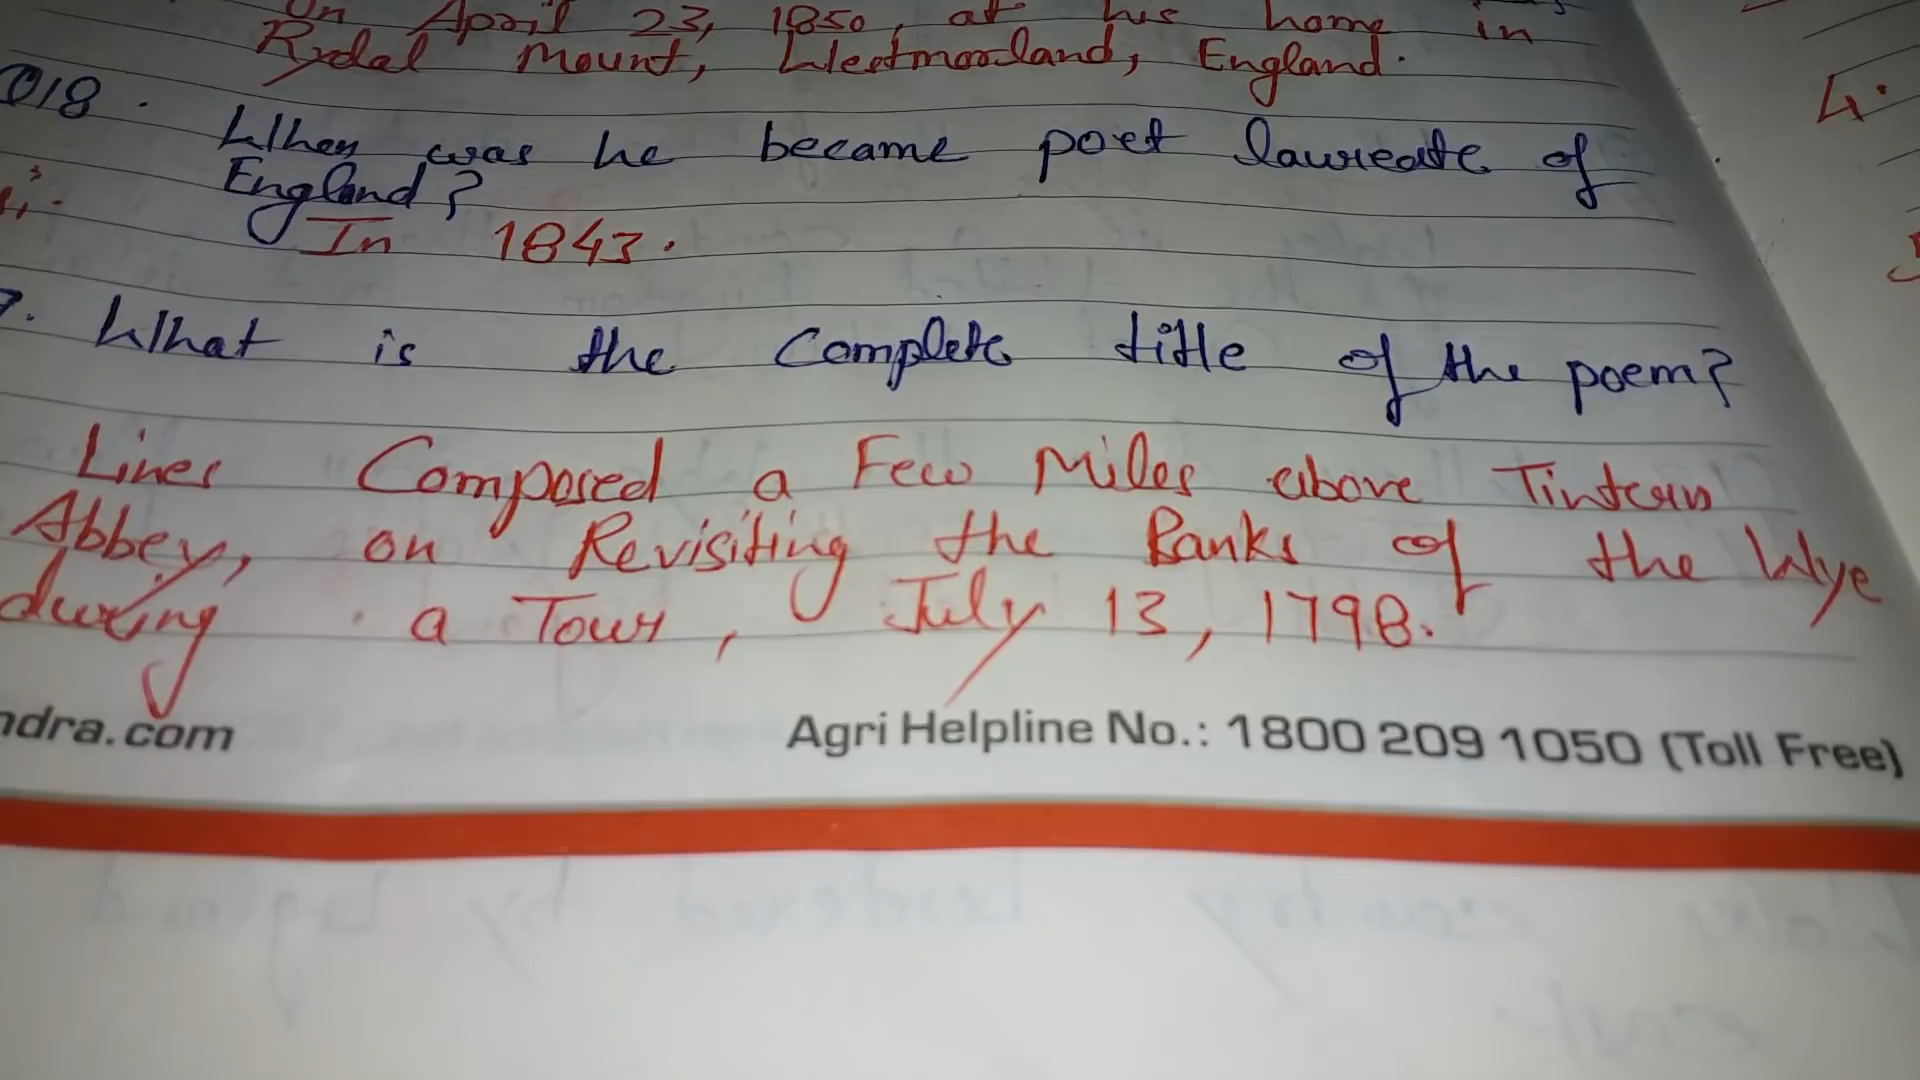 On April 23, 1850, at his home in
Rydal Mount, Westmoorland, England.
018. When was he became poet laureate of
England?
In 1843.
7. What is the Complete title of the poem?
Lines Composed a Few Miles above Tintern
Abbey, on Revisiting the Banks of the Wye
during a Tour, July 13, 1798.
ndra.com Agri Helpline No.: 1800 209 1050 (Toll Free)
4.